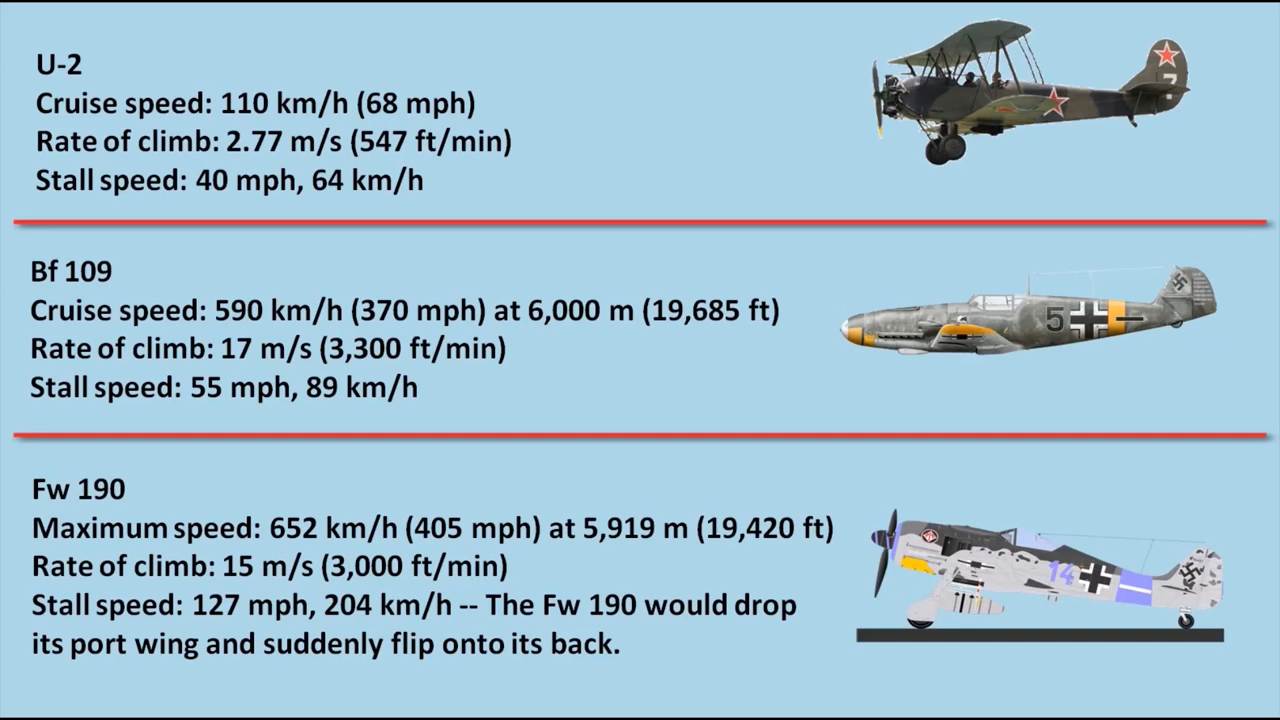 U-2
Cruise speed: 110 km/h (68 mph)
Rate of climb: 2.77 m/s (547 ft/min)
Stall speed: 40 mph, 64 km/h
7
Bf 109
Cruise speed: 590 km/h (370 mph) at 6,000 m (19,685 ft)
Rate of climb: 17 m/s (3,300 ft/min)
Stall speed: 55 mph, 89 km/h
5
Fw 190
Maximum speed: 652 km/h (405 mph) at 5,919 m (19,420 ft)
Rate of climb: 15 m/s (3,000 ft/min)
Stall speed: 127 mph, 204 km/h -- The Fw 190 would drop
its port wing and suddenly flip onto its back.
14